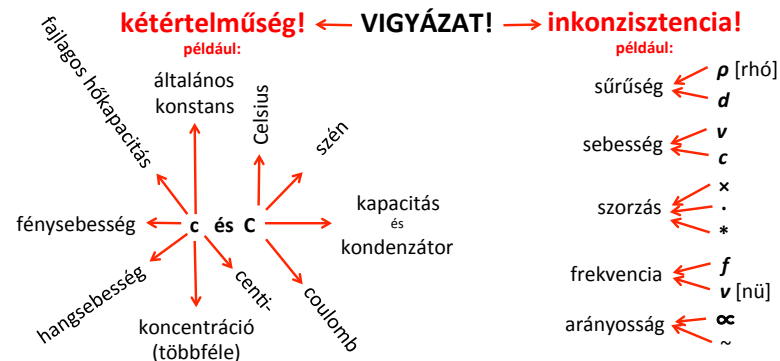 kétértelműség! VIGYÁZAT! inkonzisztencia!
például:
fajlagos hőkapacitás
általános
konstans
Celsius
szén
fénysebesség
c és C
kapacitás
és
kondenzátor
hangsebesség
koncentráció
(többféle)
centi-
coulomb
például:
sűrűség
ρ [rhó]
d
sebesség
v
c
szorzás
×
·
*
frekvencia
f
ν [nü]
arányosság
∝
~